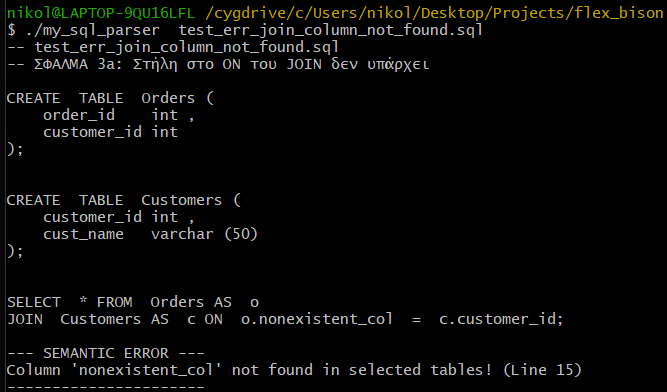 nikol@LAPTOP-9QU16LFL /cygdrive/c/Users/nikol/Desktop/Projects/flex_bison
$ ./my_sql_parser  test_err_join_column_not_found.sql
-- test_err_join_column_not_found.sql
-- ΣΦΑΛΜΑ 3a: Στήλη στο ON του JOIN δεν υπάρχει
CREATE  TABLE  Orders (
    order_id    int ,
    customer_id int
);
CREATE  TABLE  Customers (
    customer_id int ,
    cust_name   varchar (50)
);
SELECT  * FROM  Orders AS  o
JOIN  Customers AS  c ON  o.nonexistent_col  =  c.customer_id;
--- SEMANTIC ERROR ---
Column 'nonexistent_col' not found in selected tables! (Line 15)
----------------------